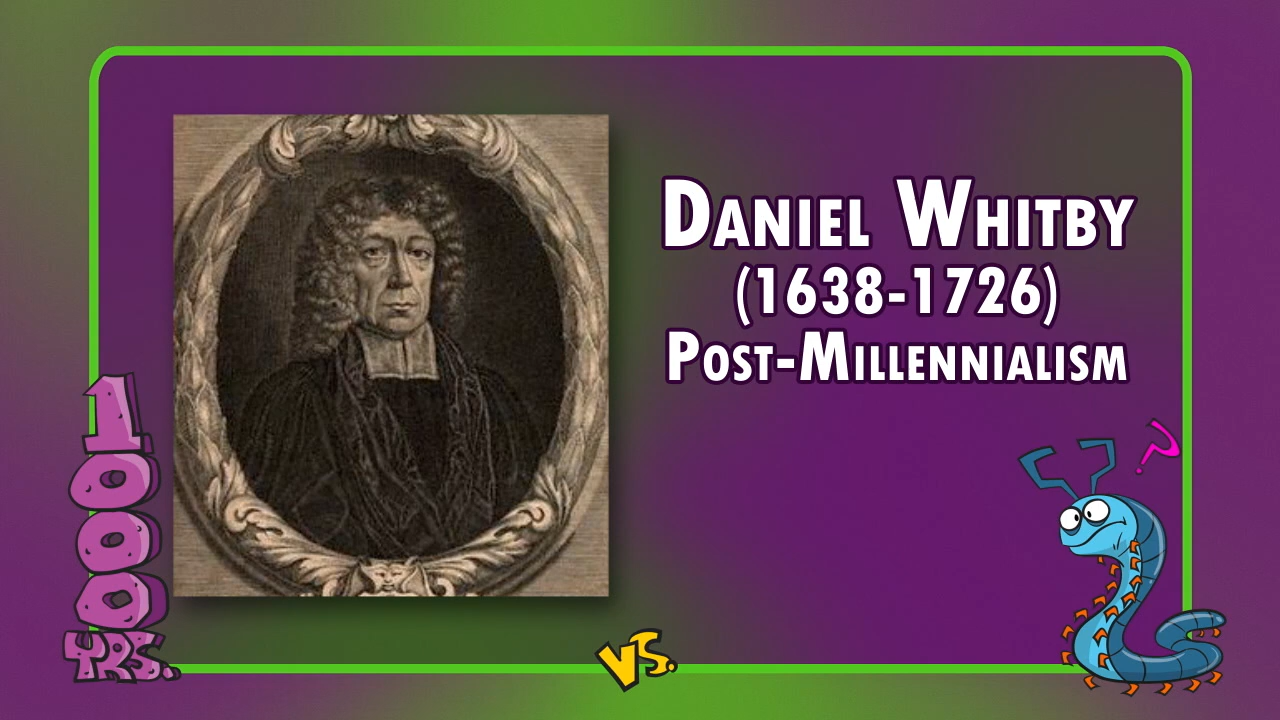 Daniel Whitby
(1638-1726)
Post-Millennialism
1000
YRS.
VS.
?